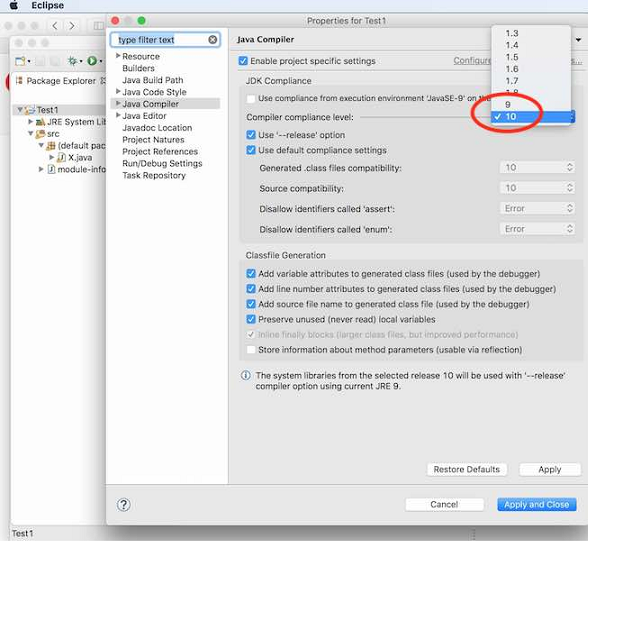 Eclipse
Properties for Test1
type filter text
Resource
Builders
Java Build Path
Java Code Style
Java Compiler
Java Editor
Javadoc Location
Project Natures
Project References
Run/Debug Settings
Task Repository
Package Explorer
Test1
JRE System Lib
src
(default pac
X.java
module-info
Java Compiler
Enable project specific settings
Configure
s...
JDK Compliance
Use compliance from execution environment 'JavaSE-9' on the
Compiler compliance level:
1.3
1.4
1.5
1.6
1.7
1.8
9
10
Use '--release' option
Use default compliance settings
Generated .class files compatibility:
10
Source compatibility:
10
Disallow identifiers called 'assert':
Error
Disallow identifiers called 'enum':
Error
Classfile Generation
Add variable attributes to generated class files (used by the debugger)
Add line number attributes to generated class files (used by the debugger)
Add source file name to generated class file (used by the debugger)
Preserve unused (never read) local variables
Inline finally blocks (larger class files, but improved performance)
Store information about method parameters (usable via reflection)
The system libraries from the selected release 10 will be used with '--release'
compiler option using current JRE 9.
Restore Defaults
Apply
?
Cancel
Apply and Close
Test1